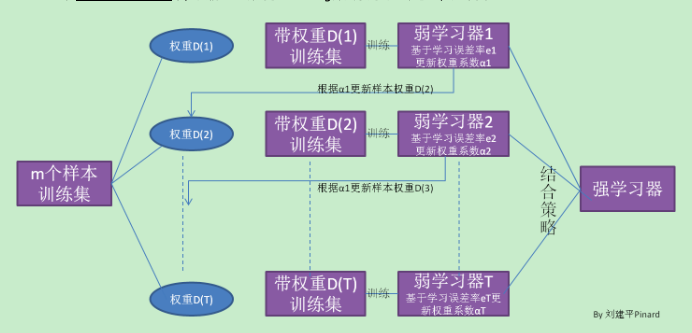 权重D(1)
带权重D(1)
训练集
训练
弱学习器1
基于学习误差率e1
更新权重系数α1
根据α1更新样本权重D(2)
权重D(2)
带权重D(2)
训练集
训练
弱学习器2
基于学习误差率e2
更新权重系数α2
m个样本
训练集
根据α1更新样本权重D(3)
结合策略
强学习器
权重D(T)
带权重D(T)
训练集
训练
弱学习器T
基于学习误差率eT更
新权重系数αT
By 刘建平Pinard